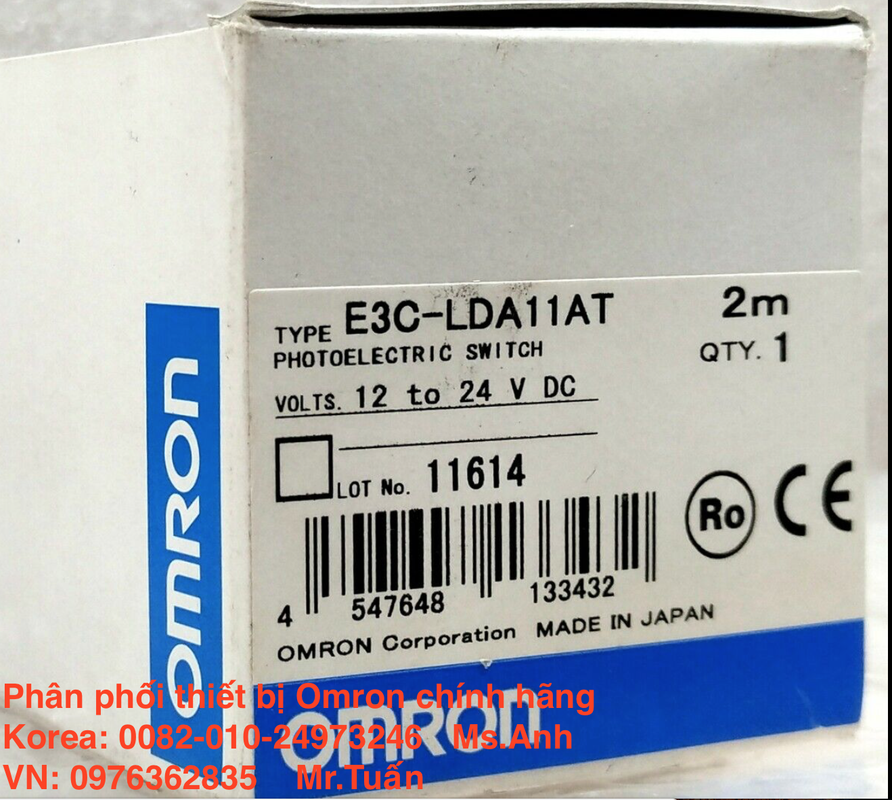 OMRON
TYPE E3C-LDA11AT 2m
PHOTOELECTRIC SWITCH QTY. 1
VOLTS. 12 to 24 V DC
LOT No. 11614
Ro CE
4 547648 133432
OMRON Corporation MADE IN JAPAN
OMRON
Phân phối thiết bị Omron chính hãng
Korea: 0082-010-24973246 Ms.Anh
VN: 0976362835 Mr.Tuấn